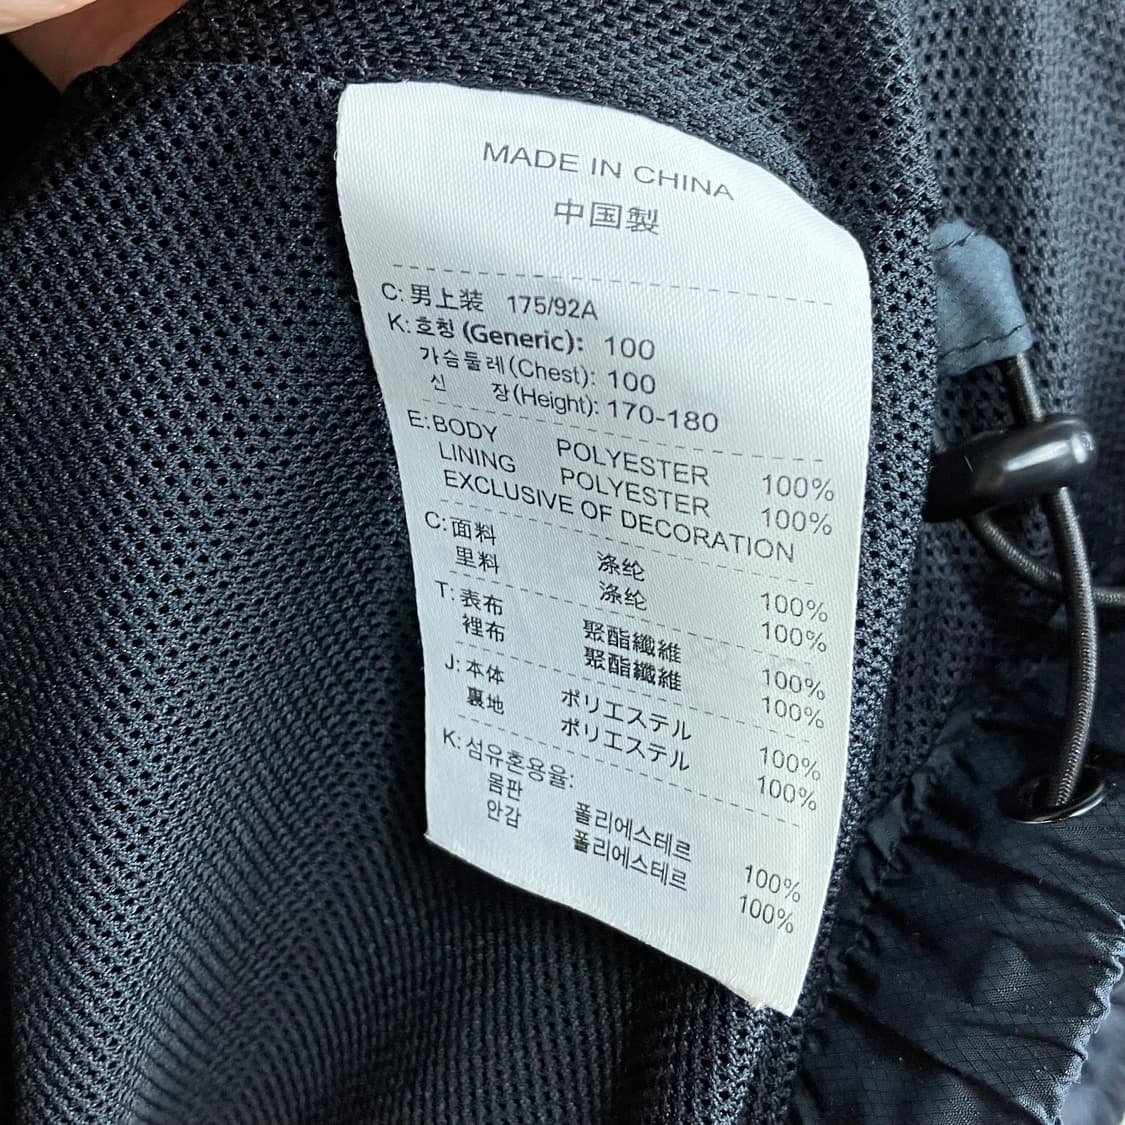 MADE IN CHINA
中国製
C: 男上装 175/92A
K: 호칭 (Generic): 100
가슴둘레(Chest): 100
신 장(Height): 170-180
E: BODY POLYESTER 100%
LINING POLYESTER 100%
EXCLUSIVE OF DECORATION
C: 面料 涤纶 100%
里料 涤纶 100%
T: 表布 聚酯纖維 100%
裡布 聚酯纖維 100%
J: 本体 ポリエステル 100%
裏地 ポリエステル 100%
K: 섬유혼용율:
몸판 폴리에스테르 100%
안감 폴리에스테르 100%